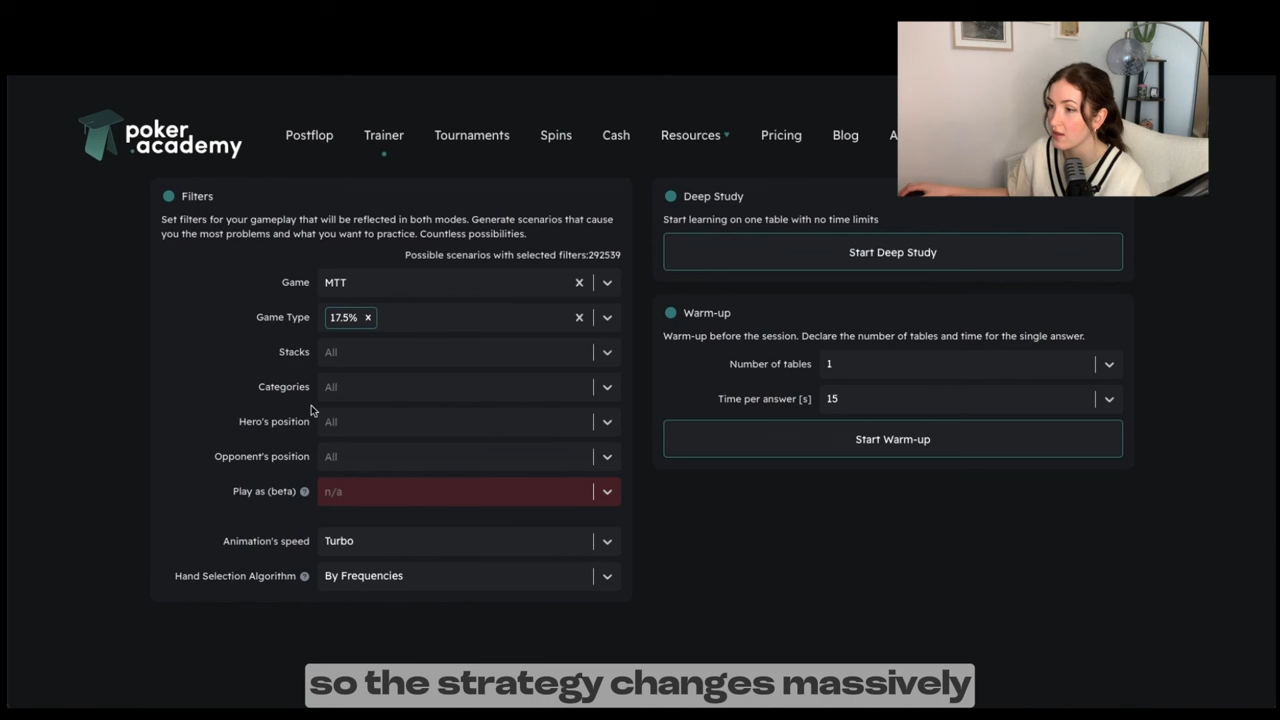 poker
.academy
Postflop
Trainer
Tournaments
Spins
Cash
Resources
Pricing
Blog
Filters
Set filters for your gameplay that will be reflected in both modes. Generate scenarios that cause
you the most problems and what you want to practice. Countless possibilities.
Possible scenarios with selected filters:292539
Game MTT
Game Type 17.5%
Stacks All
Categories All
Hero's position All
Opponent's position All
Play as (beta) ? n/a
Animation's speed Turbo
Hand Selection Algorithm ? By Frequencies
Deep Study
Start learning on one table with no time limits
Start Deep Study
Warm-up
Warm-up before the session. Declare the number of tables and time for the single answer.
Number of tables 1
Time per answer [s] 15
Start Warm-up
so the strategy changes massively